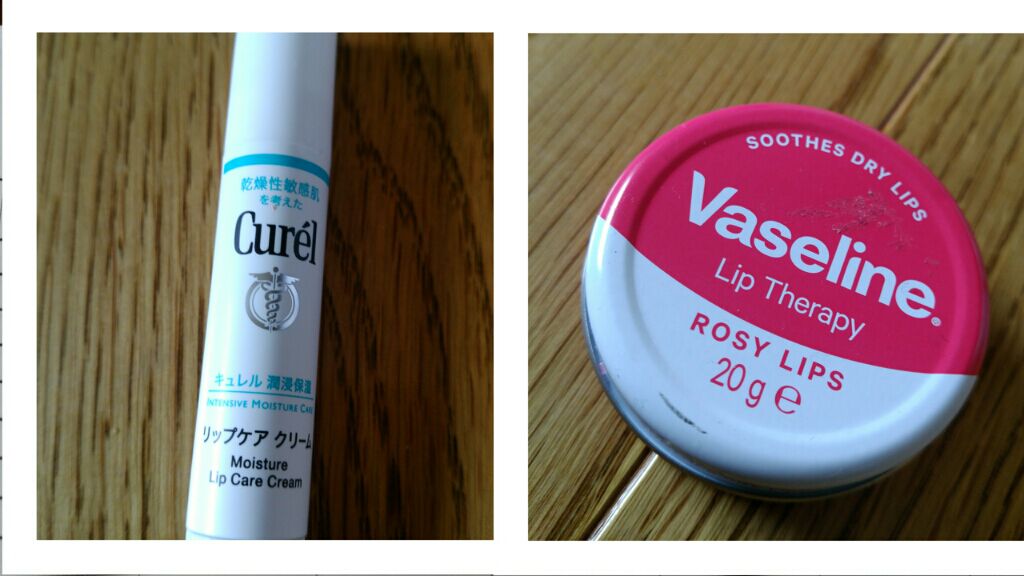 乾燥性敏感肌
を考えた
Curél
キュレル 潤浸保湿
INTENSIVE MOISTURE CARE
リップケア クリーム
Moisture
Lip Care Cream
SOOTHES DRY LIPS
Vaseline®
Lip Therapy
ROSY LIPS
20 g ℮